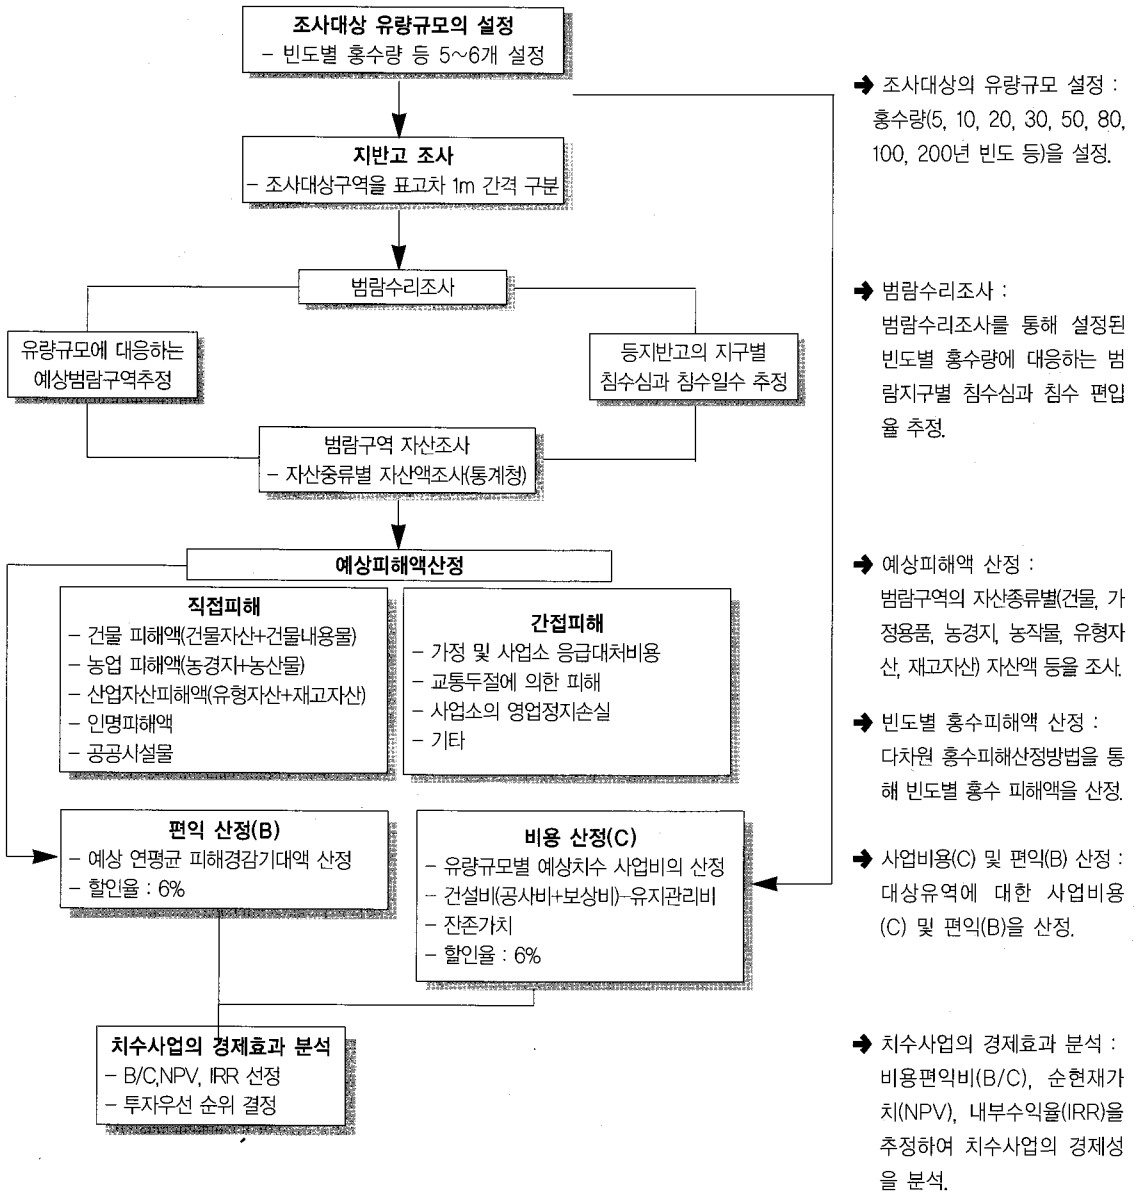 조사대상 유량규모의 설정
- 빈도별 홍수량 등 5~6개 설정
지반고 조사
- 조사대상구역을 표고차 1m 간격 구분
범람수리조사
유량규모에 대응하는
예상범람구역추정
등지반고의 지구별
침수심과 침수일수 추정
범람구역 자산조사
- 자산종류별 자산액조사(통계청)
예상피해액산정
직접피해
- 건물 피해액(건물자산+건물내용물)
- 농업 피해액(농경지+농산물)
- 산업자산피해액(유형자산+재고자산)
- 인명피해액
- 공공시설물
간접피해
- 가정 및 사업소 응급대처비용
- 교통두절에 의한 피해
- 사업소의 영업정지손실
- 기타
편익 산정(B)
- 예상 연평균 피해경감기대액 산정
- 할인율 : 6%
비용 산정(C)
- 유량규모별 예상치수 사업비의 산정
- 건설비(공사비+보상비)-유지관리비
- 잔존가치
- 할인율 : 6%
치수사업의 경제효과 분석
- B/C,NPV, IRR 선정
- 투자우선 순위 결정
➔ 조사대상의 유량규모 설정 :
홍수량(5, 10, 20, 30, 50, 80,
100, 200년 빈도 등)을 설정.
➔ 범람수리조사 :
범람수리조사를 통해 설정된
빈도별 홍수량에 대응하는 범
람지구별 침수심과 침수 편입
율 추정.
➔ 예상피해액 산정 :
범람구역의 자산종류별(건물, 가
정용품, 농경지, 농작물, 유형자
산, 재고자산) 자산액 등을 조사.
➔ 빈도별 홍수피해액 산정 :
다차원 홍수피해산정방법을 통
해 빈도별 홍수 피해액을 산정.
➔ 사업비용(C) 및 편익(B) 산정 :
대상유역에 대한 사업비용
(C) 및 편익(B)을 산정.
➔ 치수사업의 경제효과 분석 :
비용편익비(B/C), 순현재가
치(NPV), 내부수익율(IRR)을
추정하여 치수사업의 경제성
을 분석.